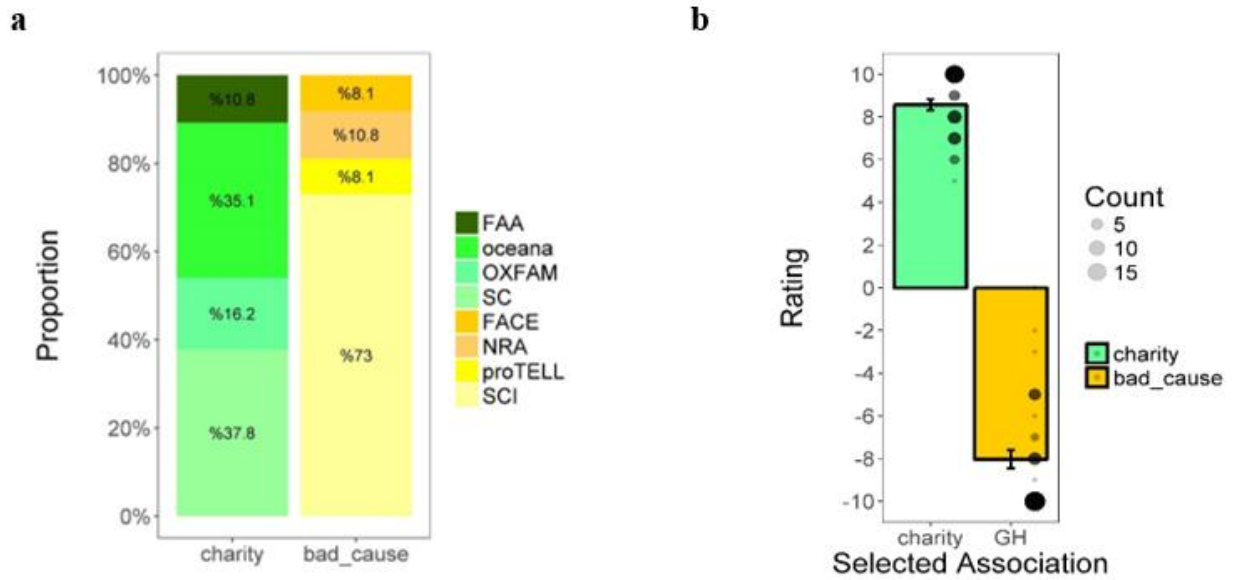 a
Proportion
100%
80%
60%
40%
20%
0%
%10.8
%35.1
%16.2
%37.8
%8.1
%10.8
%8.1
%73
charity bad_cause
FAA
oceana
OXFAM
SC
FACE
NRA
proTELL
SCI
b
Rating
10
8
6
4
2
0
-2
-4
-6
-8
-10
charity GH
Selected Association
Count
5
10
15
charity
bad_cause